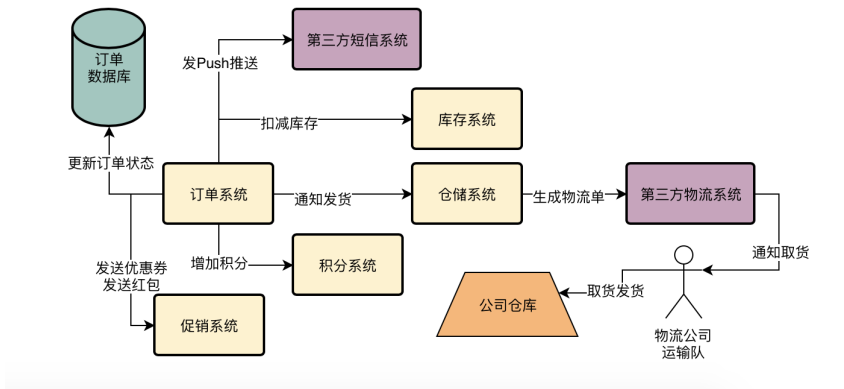 订单
数据库
第三方短信系统
发Push推送
扣减库存
库存系统
更新订单状态
订单系统
通知发货
仓储系统
生成物流单
第三方物流系统
发送优惠券
发送红包
增加积分
积分系统
通知取货
公司仓库
取货发货
促销系统
物流公司
运输队